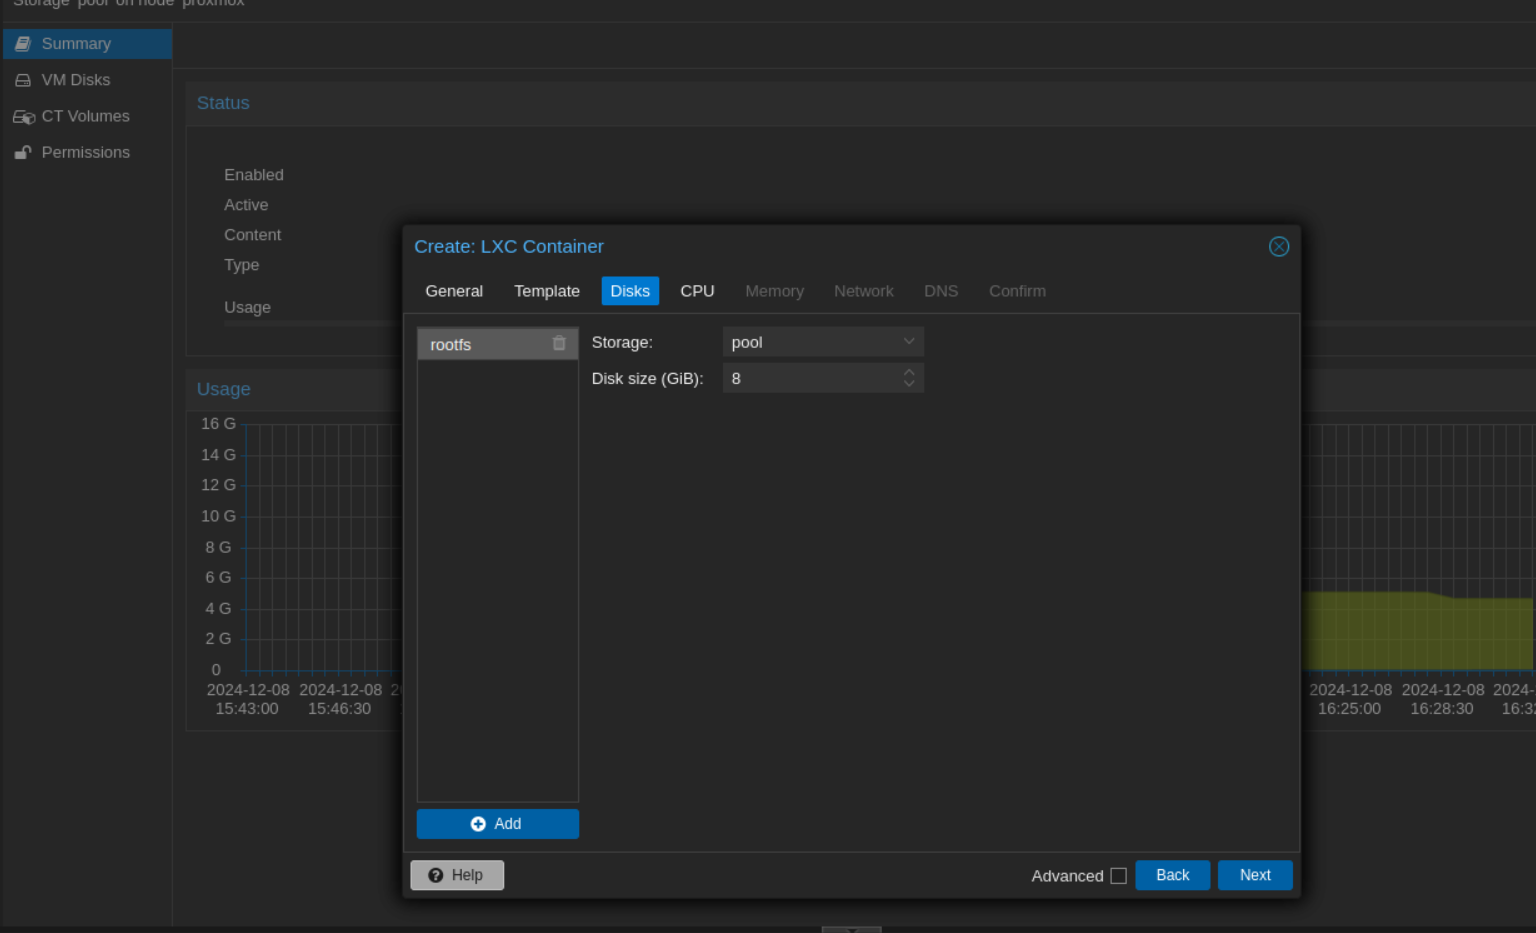 Storage 'pool' on node 'proxmox'
Summary
VM Disks
CT Volumes
Permissions
Status
Enabled
Active
Content
Type
Usage
Usage
16 G
14 G
12 G
10 G
8 G
6 G
4 G
2 G
0
2024-12-08 2024-12-08
15:43:00 15:46:30
2024-12-08 2024-12-08 2024-
16:25:00 16:28:30 16:32
Create: LXC Container
General Template Disks CPU Memory Network DNS Confirm
rootfs
Storage: pool
Disk size (GiB): 8
Add
Help Advanced Back Next